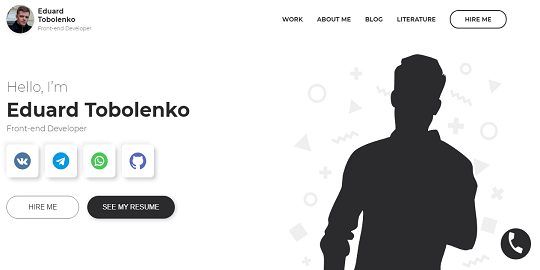 Eduard
Tobolenko
Front-end Developer
WORK ABOUT ME BLOG LITERATURE HIRE ME
Hello, I'm
Eduard Tobolenko
Front-end Developer
HIRE ME SEE MY RESUME